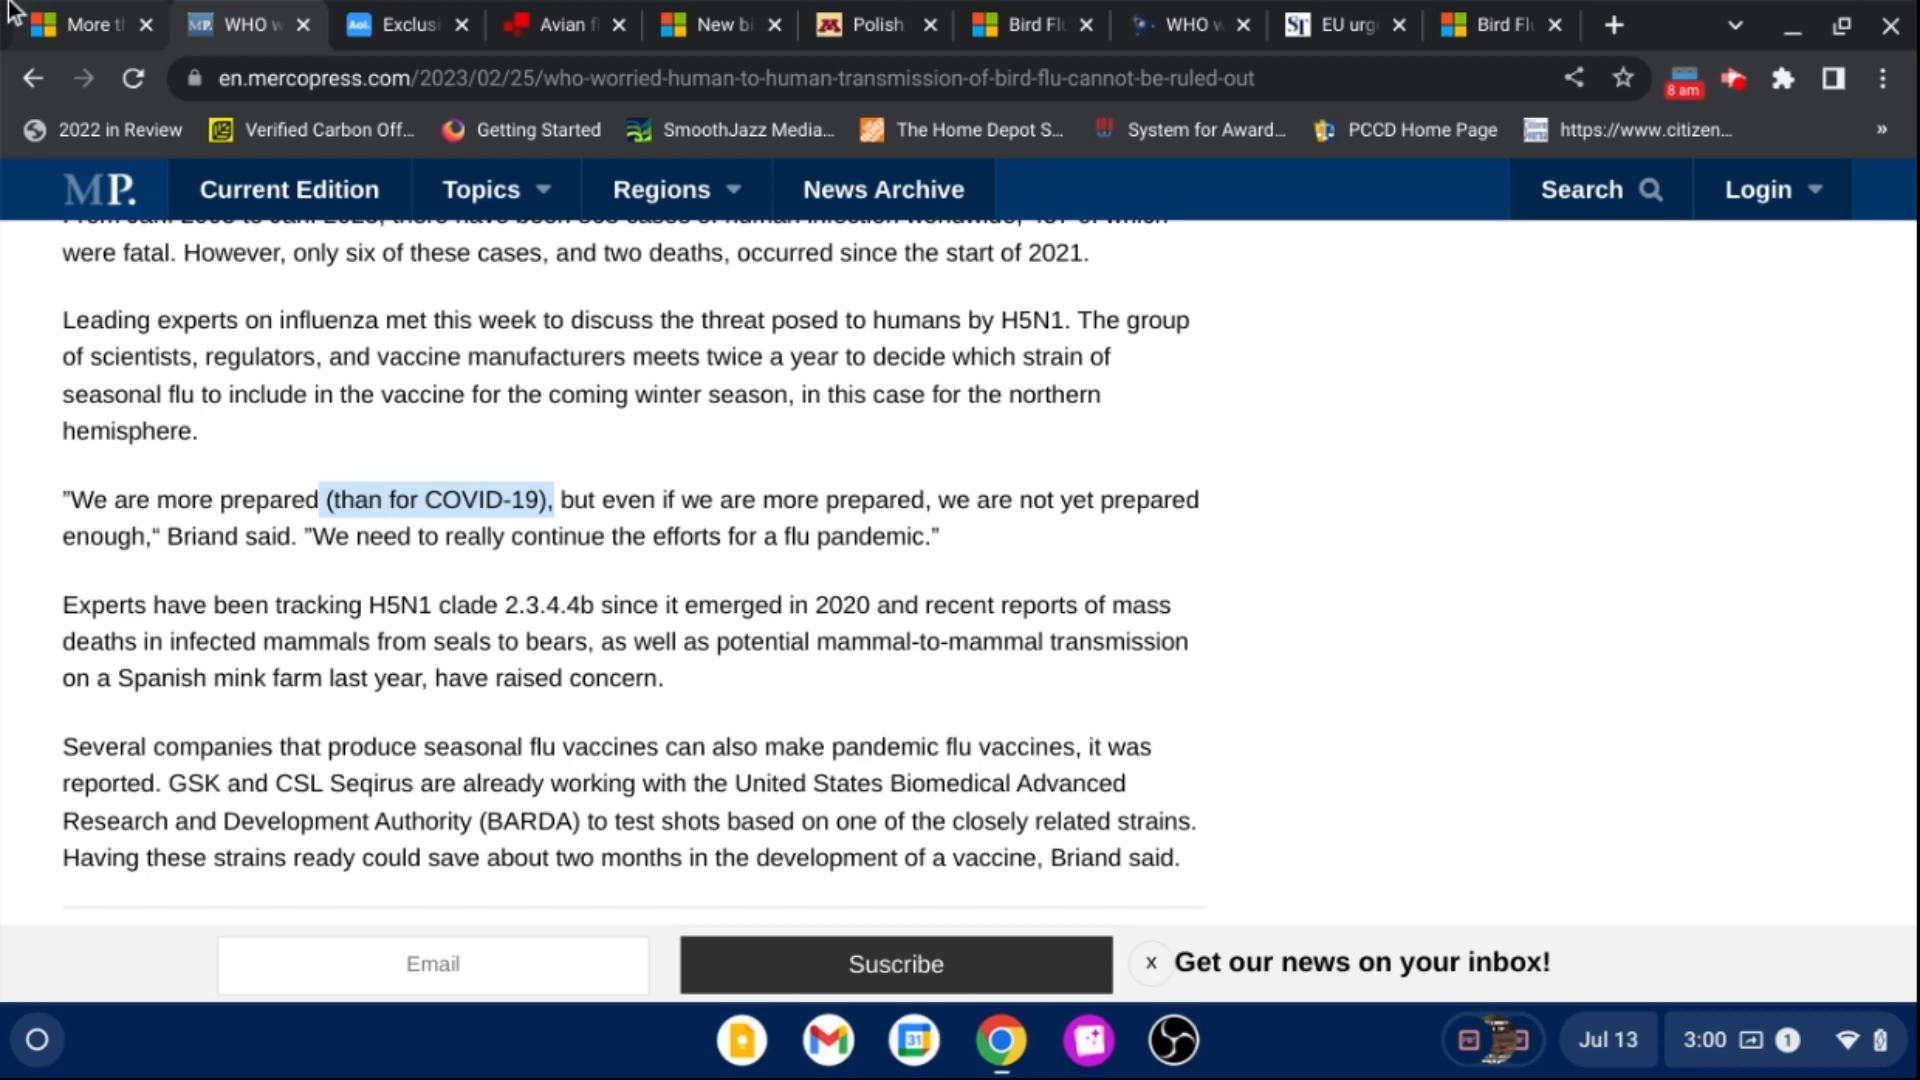 More t
WHO w
Aol.
Exclusi
Avian f
New bi
Polish
Bird Flu
WHO w
EU urg
Bird Flu
en.mercopress.com/2023/02/25/who-worried-human-to-human-transmission-of-bird-flu-cannot-be-ruled-out
8 am
2022 in Review
Verified Carbon Off...
Getting Started
SmoothJazz Media...
The Home Depot S...
System for Award...
PCCD Home Page
https://www.citizen...
»
MP.
Current Edition
Topics
Regions
News Archive
Search
Login
were fatal. However, only six of these cases, and two deaths, occurred since the start of 2021.
Leading experts on influenza met this week to discuss the threat posed to humans by H5N1. The group
of scientists, regulators, and vaccine manufacturers meets twice a year to decide which strain of
seasonal flu to include in the vaccine for the coming winter season, in this case for the northern
hemisphere.
”We are more prepared (than for COVID-19), but even if we are more prepared, we are not yet prepared
enough,“ Briand said. ”We need to really continue the efforts for a flu pandemic.”
Experts have been tracking H5N1 clade 2.3.4.4b since it emerged in 2020 and recent reports of mass
deaths in infected mammals from seals to bears, as well as potential mammal-to-mammal transmission
on a Spanish mink farm last year, have raised concern.
Several companies that produce seasonal flu vaccines can also make pandemic flu vaccines, it was
reported. GSK and CSL Seqirus are already working with the United States Biomedical Advanced
Research and Development Authority (BARDA) to test shots based on one of the closely related strains.
Having these strains ready could save about two months in the development of a vaccine, Briand said.
Email
Suscribe
x
Get our news on your inbox!
31
Jul 13
3:00
1